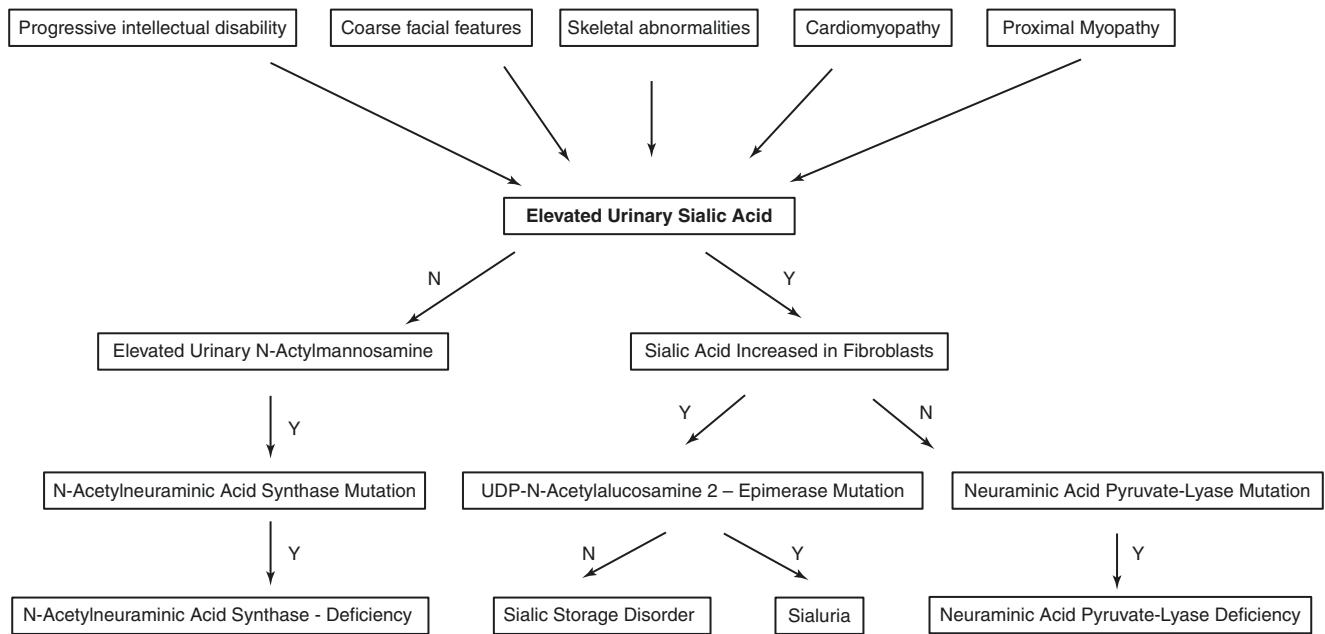 Progressive intellectual disability
Coarse facial features
Skeletal abnormalities
Cardiomyopathy
Proximal Myopathy
Elevated Urinary Sialic Acid
N
Y
Elevated Urinary N-Actylmannosamine
Sialic Acid Increased in Fibroblasts
Y
Y
N
N-Acetylneuraminic Acid Synthase Mutation
UDP-N-Acetylalucosamine 2 – Epimerase Mutation
Neuraminic Acid Pyruvate-Lyase Mutation
Y
N
Y
Y
N-Acetylneuraminic Acid Synthase - Deficiency
Sialic Storage Disorder
Sialuria
Neuraminic Acid Pyruvate-Lyase Deficiency